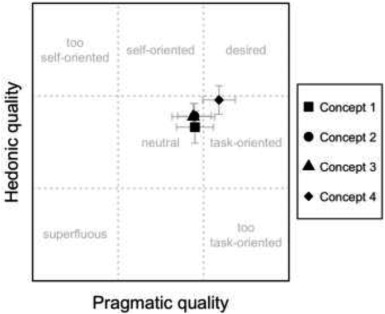 too
self-oriented
self-oriented
desired
Hedonic quality
neutral
task-oriented
superfluous
too
task-oriented
Pragmatic quality
Concept 1
Concept 2
Concept 3
Concept 4